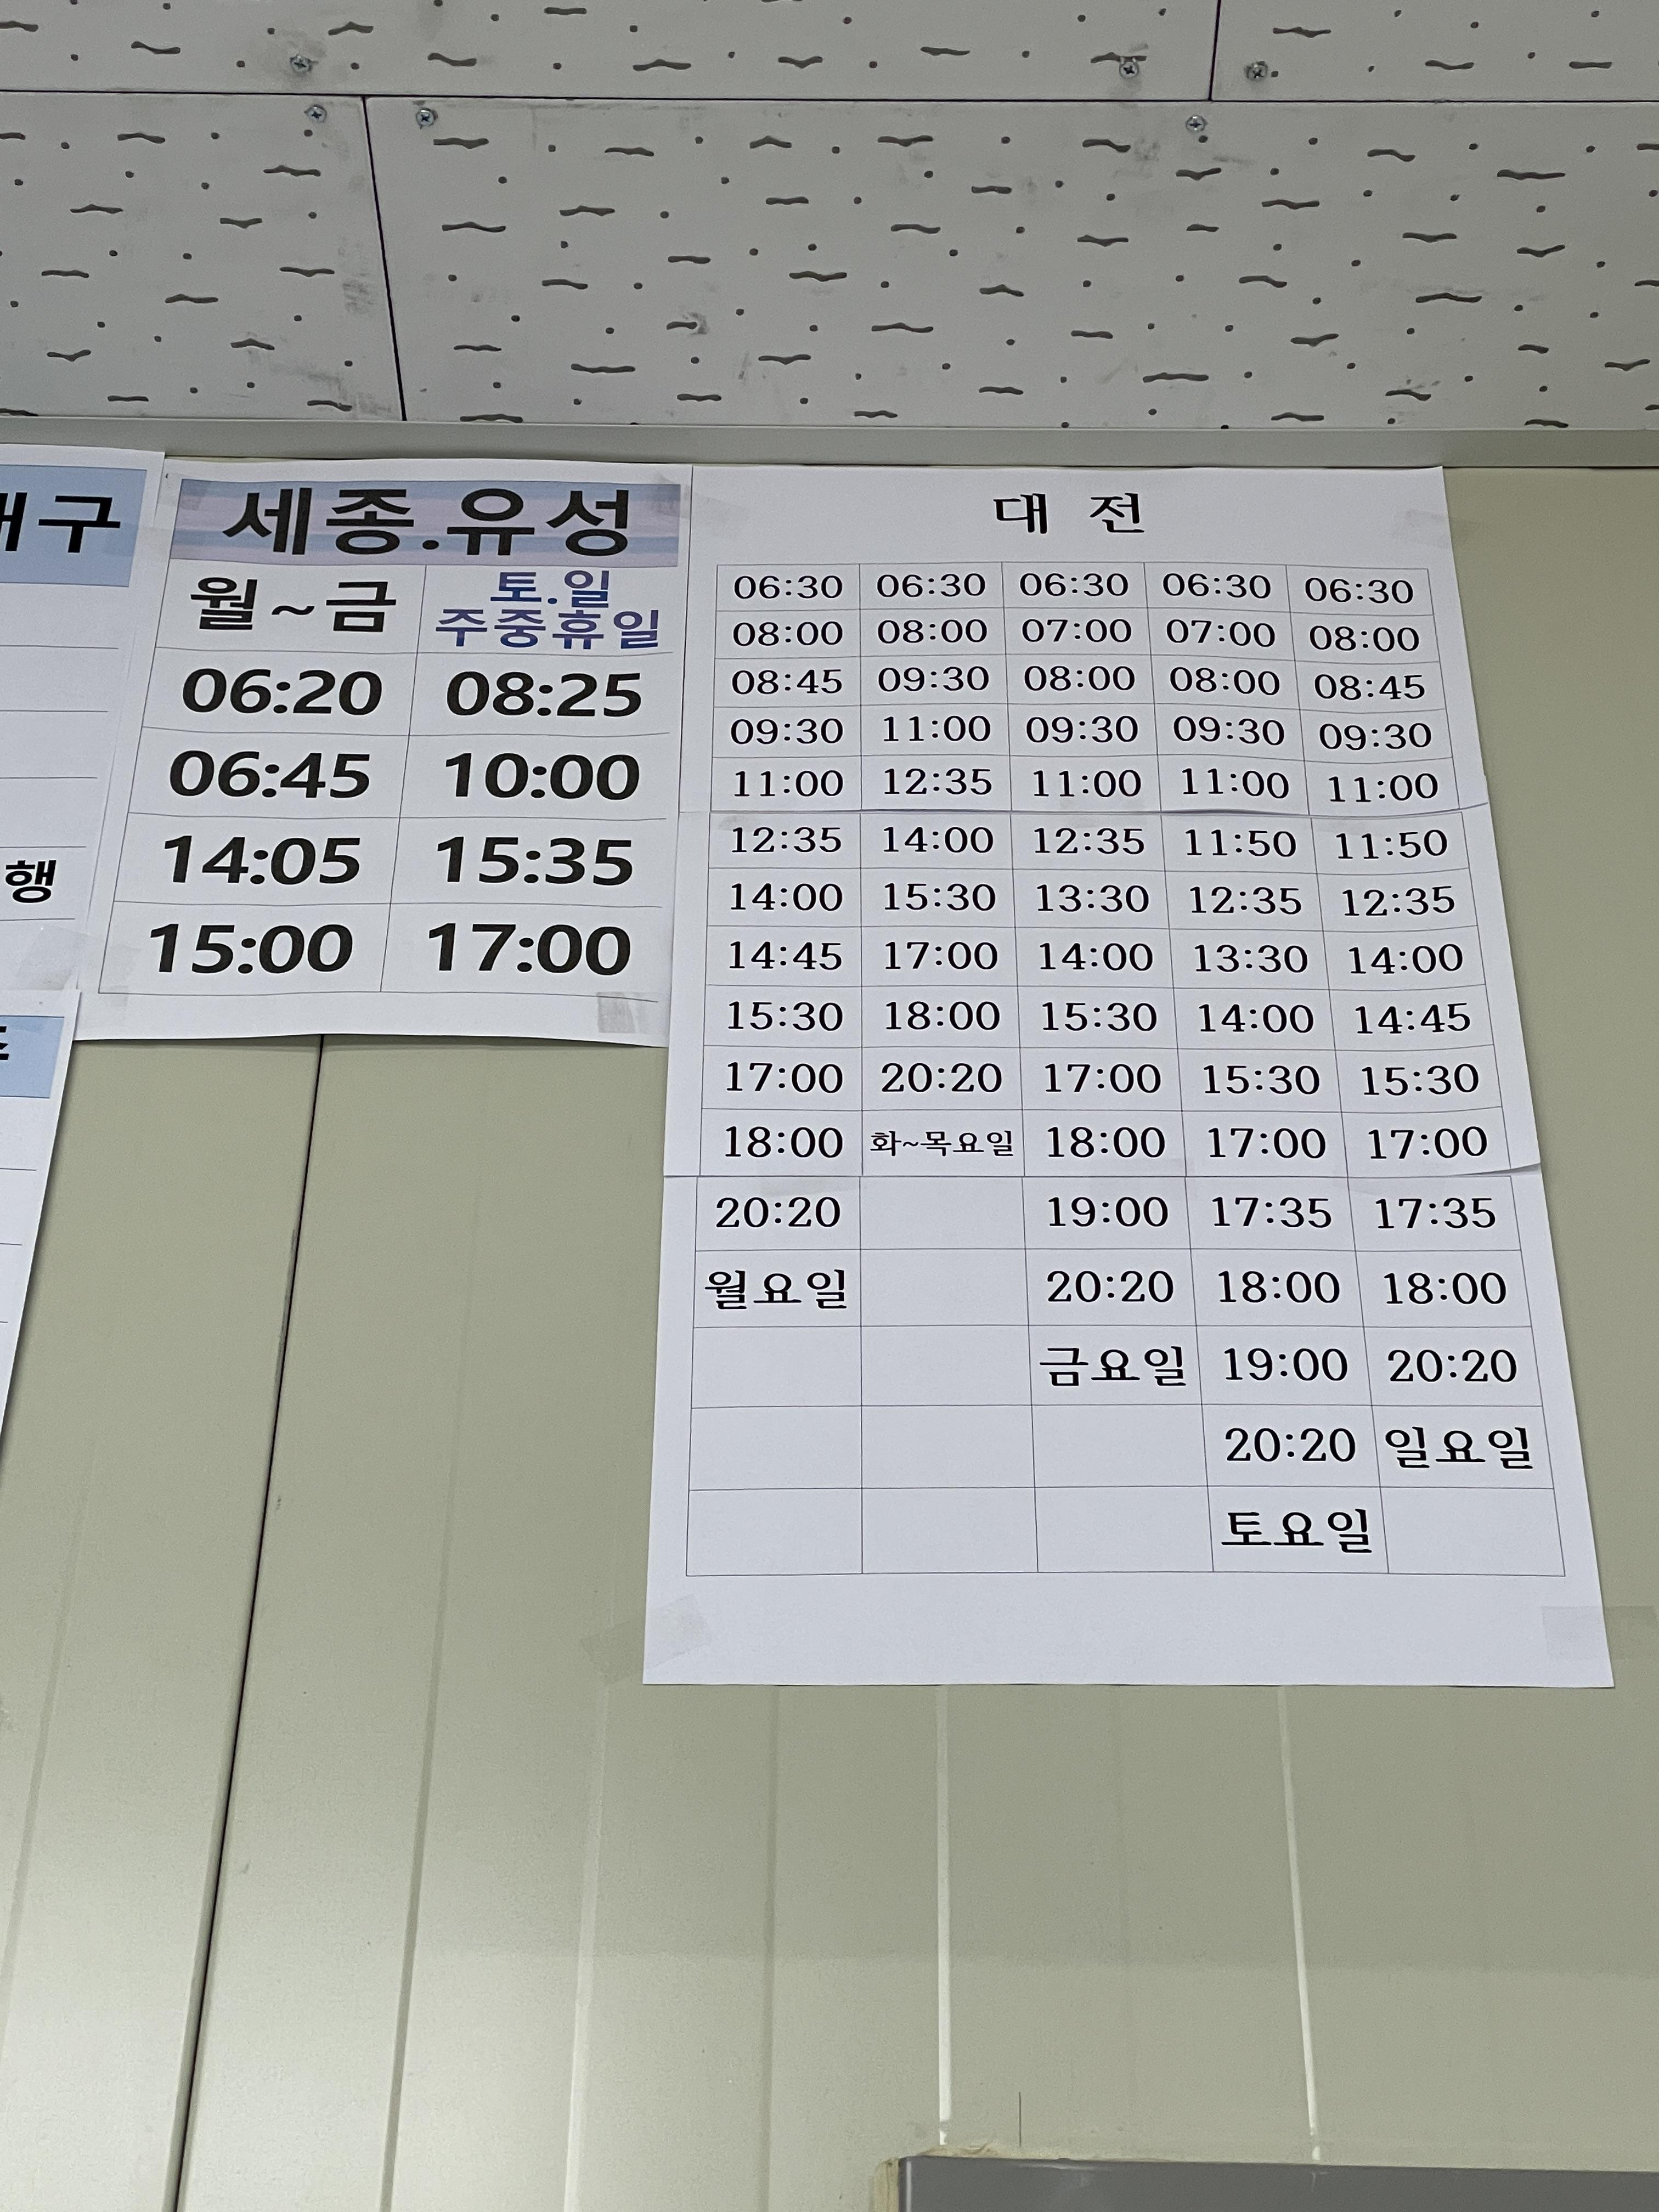 구
행
세종.유성
월~금 토.일 주중휴일
06:20 08:25
06:45 10:00
14:05 15:35
15:00 17:00
대 전
06:30 06:30 06:30 06:30 06:30
08:00 08:00 07:00 07:00 08:00
08:45 09:30 08:00 08:00 08:45
09:30 11:00 09:30 09:30 09:30
11:00 12:35 11:00 11:00 11:00
12:35 14:00 12:35 11:50 11:50
14:00 15:30 13:30 12:35 12:35
14:45 17:00 14:00 13:30 14:00
15:30 18:00 15:30 14:00 14:45
17:00 20:20 17:00 15:30 15:30
18:00 화~목요일 18:00 17:00 17:00
20:20 19:00 17:35 17:35
월요일 20:20 18:00 18:00
금요일 19:00 20:20
20:20 일요일
토요일